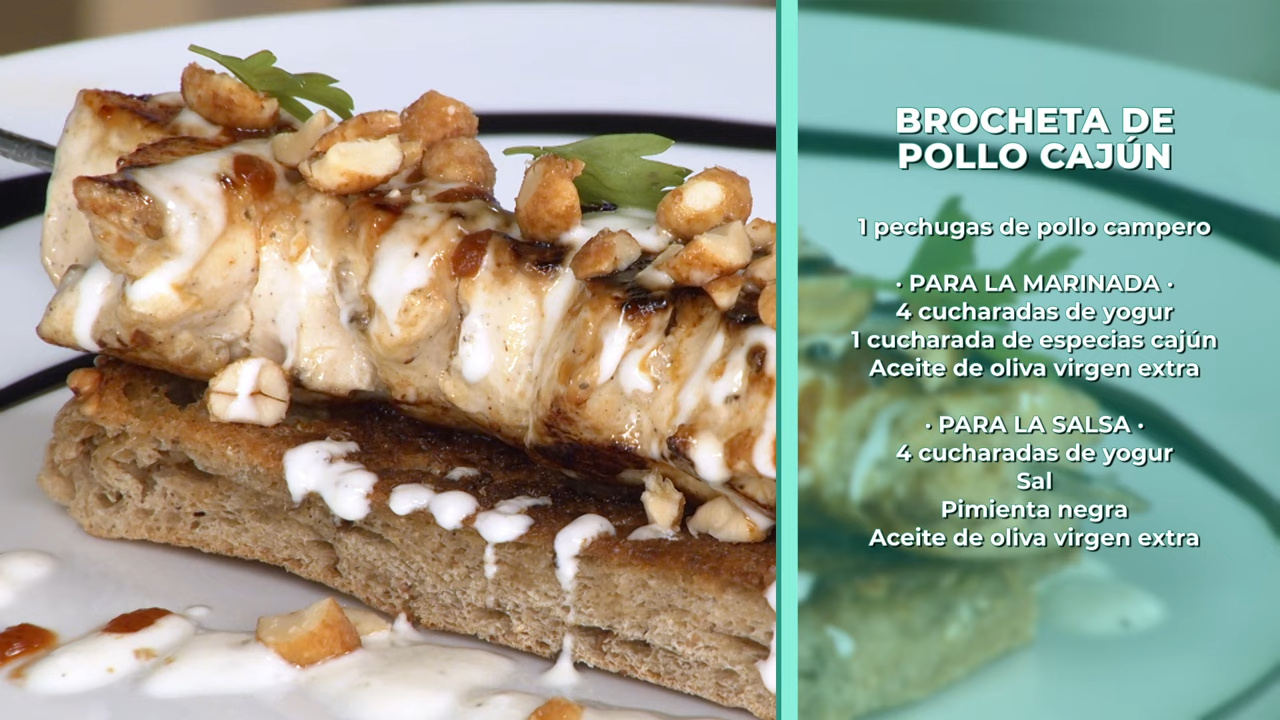 BROCHETA DE
POLLO CAJÚN
1 pechugas de pollo campero
· PARA LA MARINADA ·
4 cucharadas de yogur
1 cucharada de especias cajún
Aceite de oliva virgen extra
· PARA LA SALSA ·
4 cucharadas de yogur
Sal
Pimienta negra
Aceite de oliva virgen extra